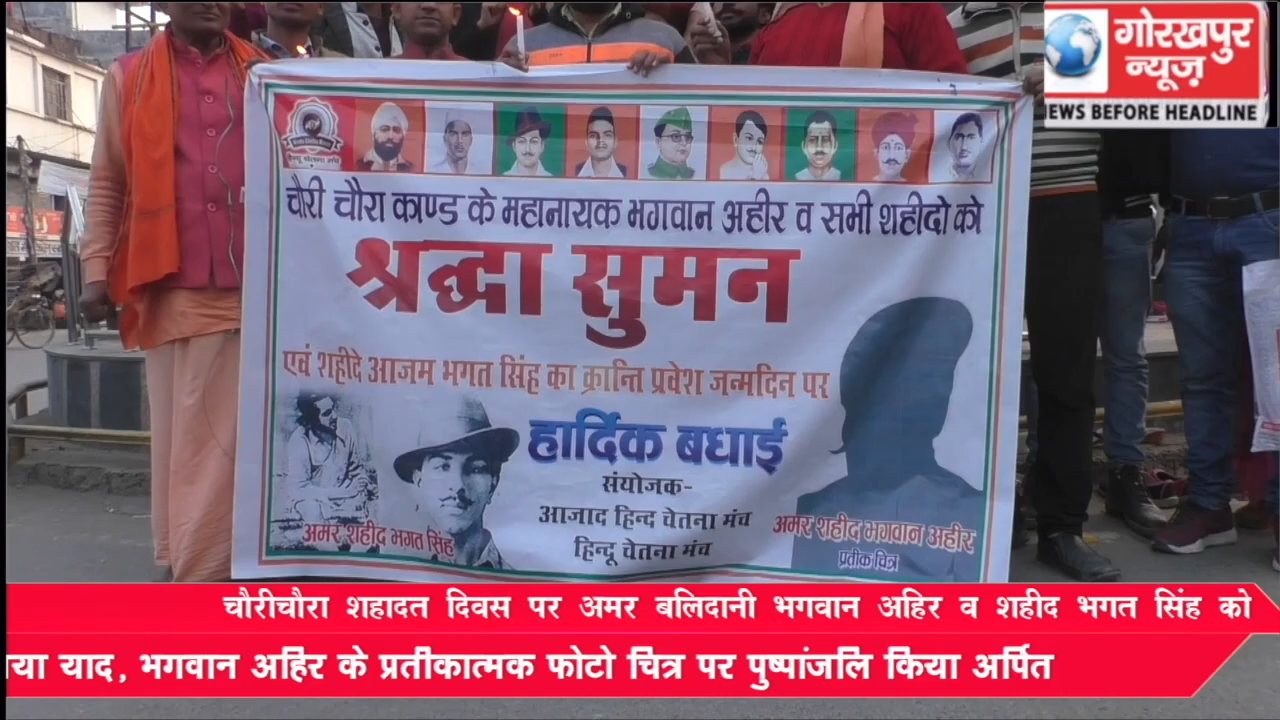 गोरखपुर
न्यूज़
NEWS BEFORE HEADLINE
चौरी चौरा काण्ड के महानायक भगवान अहीर व सभी शहीदो को
श्रद्धा सुमन
एवं शहीदे आजम भगत सिंह का क्रान्ति प्रवेश जन्मदिन पर
हार्दिक बधाई
संयोजक-
आजाद हिन्द चेतना मंच
हिन्दू चेतना मंच
अमर शहीद भगत सिंह
अमर शहीद भगवान अहीर
प्रतीक चित्र
चौरीचौरा शहादत दिवस पर अमर बलिदानी भगवान अहिर व शहीद भगत सिंह को
या याद, भगवान अहिर के प्रतीकात्मक फोटो चित्र पर पुष्पांजलि किया अर्पित